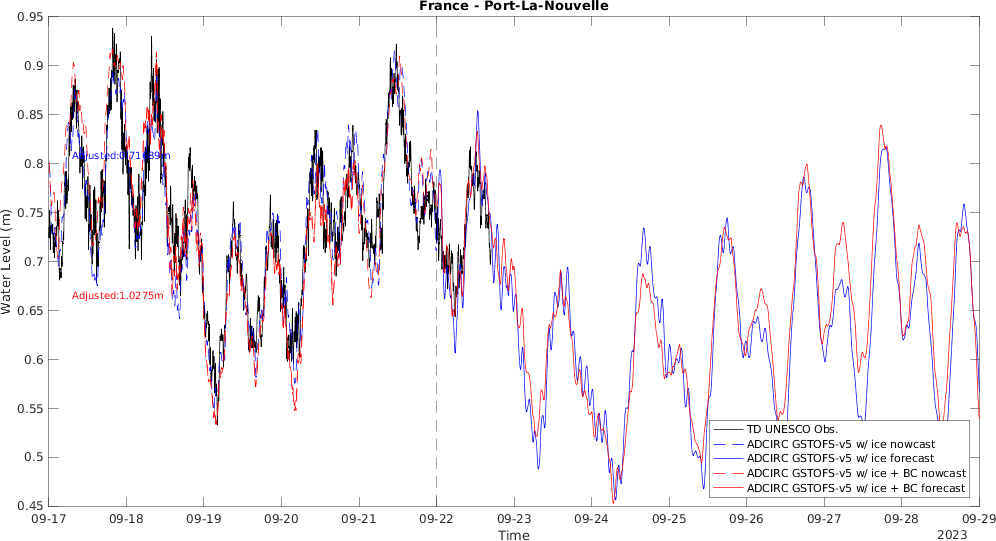 France - Port-La-Nouvelle
0.95
0.9
0.85
0.8
0.75
0.7
0.65
0.6
0.55
0.5
0.45
Water Level (m)
Adjusted:1.0275m
TD UNESCO Obs.
ADCIRC GSTOFS-v5 w/ ice nowcast
ADCIRC GSTOFS-v5 w/ ice forecast
ADCIRC GSTOFS-v5 w/ ice + BC nowcast
ADCIRC GSTOFS-v5 w/ ice + BC forecast
09-17 09-18 09-19 09-20 09-21 09-22 09-23 09-24 09-25 09-26 09-27 09-28 09-29
Time
2023